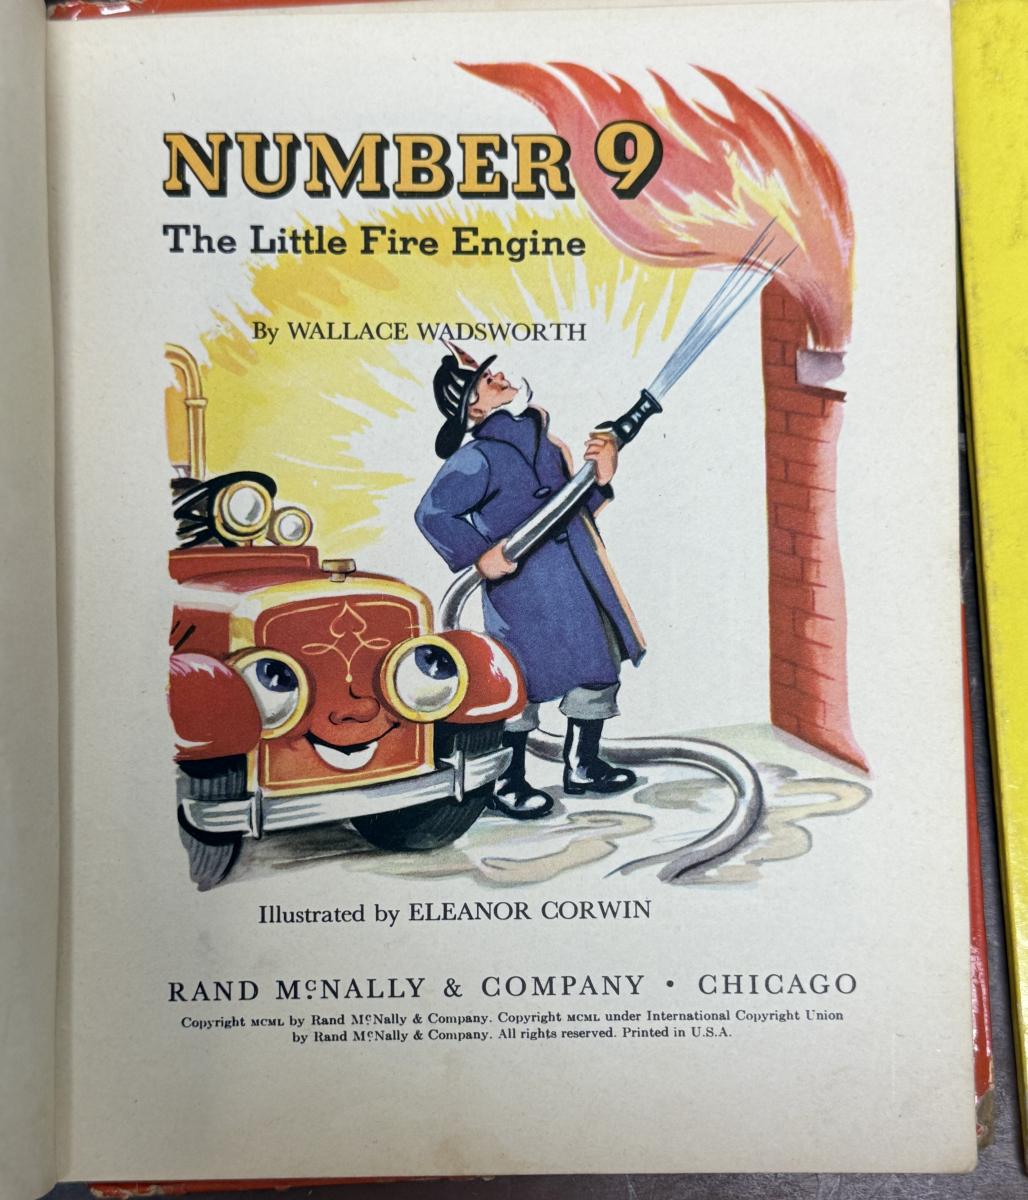 NUMBER 9
The Little Fire Engine
By WALLACE WADSWORTH
Illustrated by ELEANOR CORWIN
RAND McNALLY & COMPANY • CHICAGO
Copyright MCML by Rand McNally & Company. Copyright MCML under International Copyright Union
by Rand McNally & Company. All rights reserved. Printed in U.S.A.